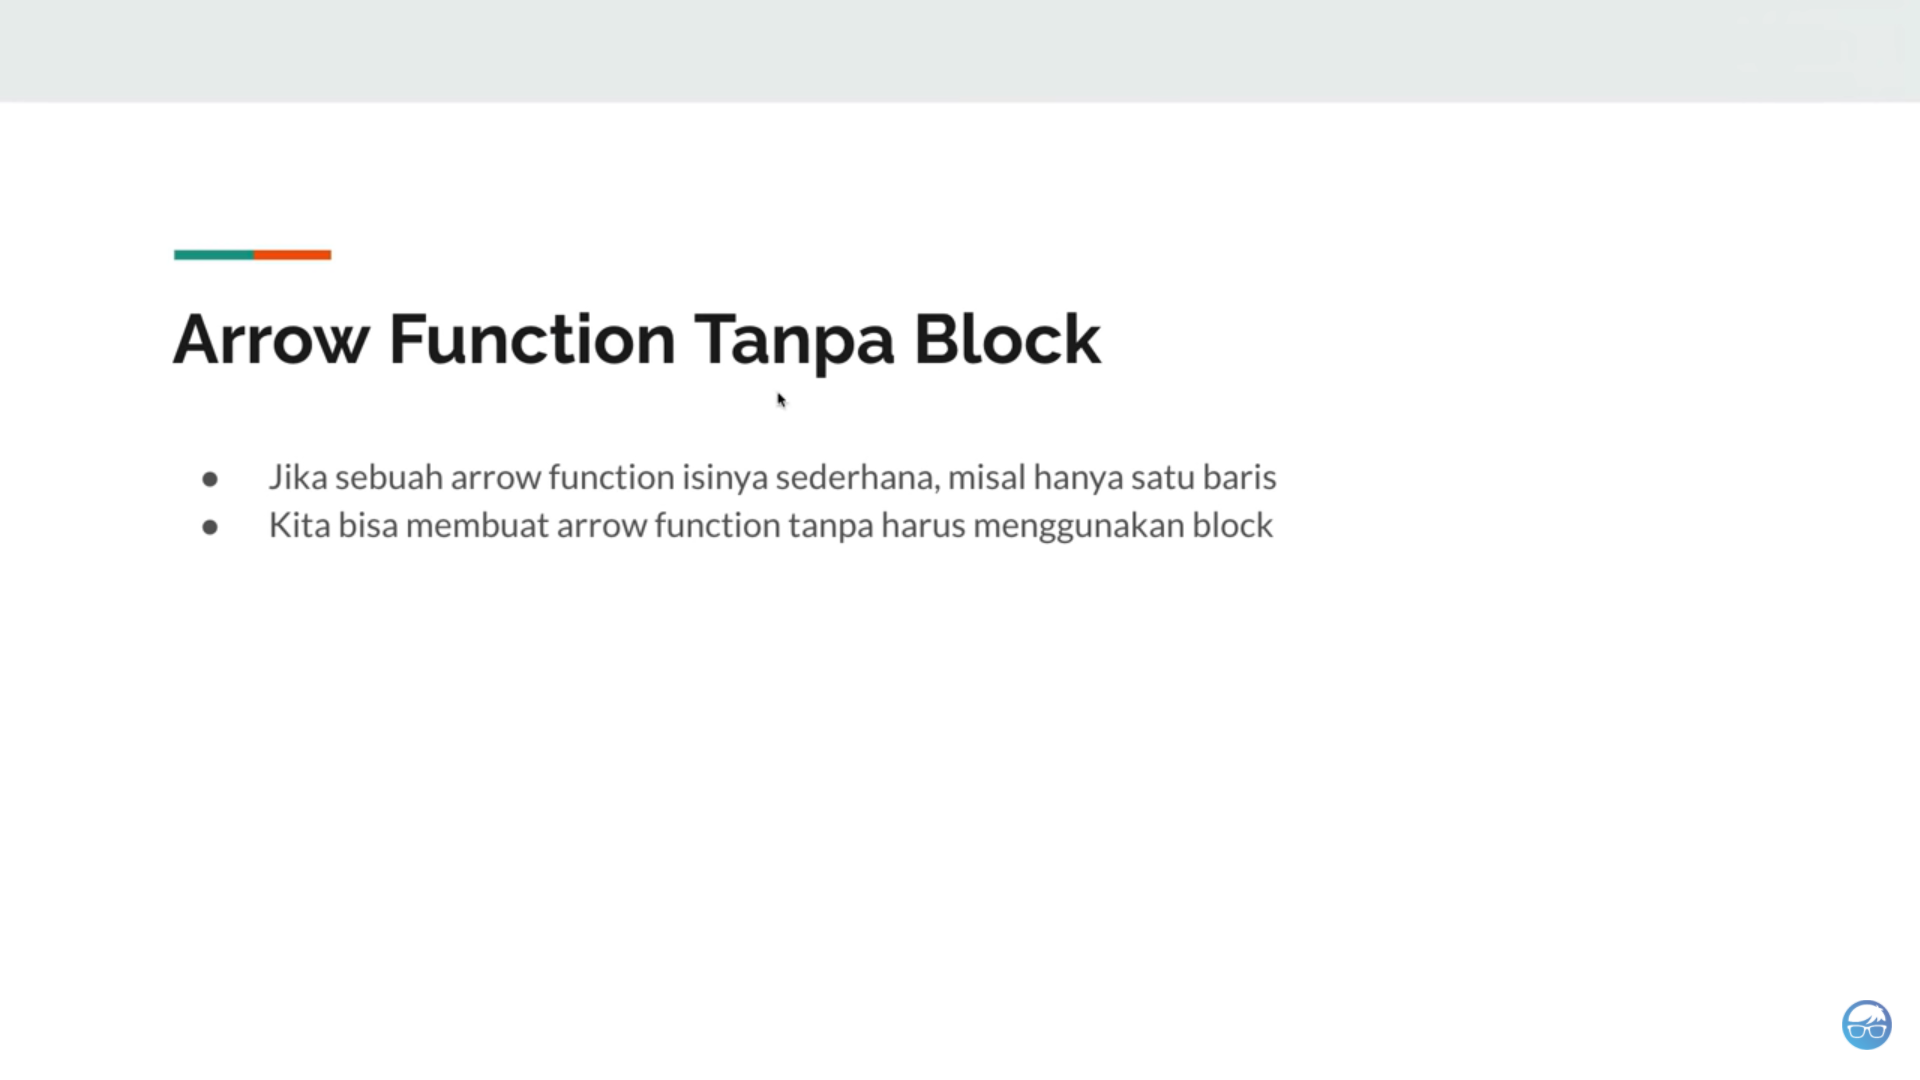 Arrow Function Tanpa Block
● Jika sebuah arrow function isinya sederhana, misal hanya satu baris
● Kita bisa membuat arrow function tanpa harus menggunakan block